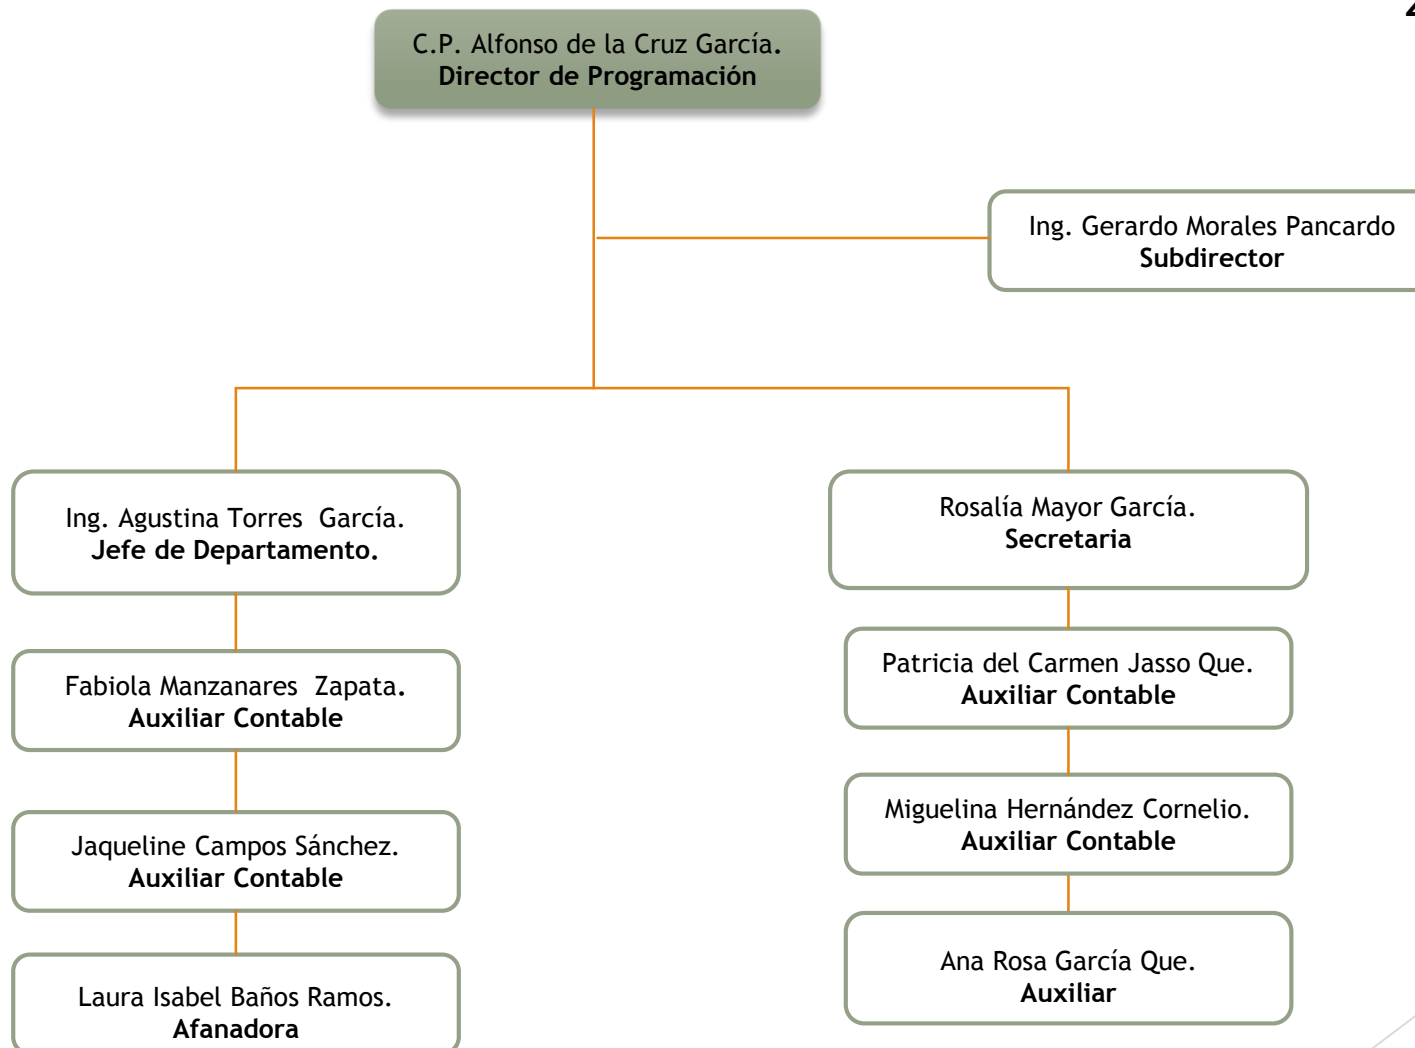 C.P. Alfonso de la Cruz García.
Director de Programación
Ing. Gerardo Morales Pancardo
Subdirector
Ing. Agustina Torres  García.
Jefe de Departamento.
Fabiola Manzanares  Zapata.
Auxiliar Contable
Jaqueline Campos Sánchez.
Auxiliar Contable
Laura Isabel Baños Ramos.
Afanadora
Rosalía Mayor García.
Secretaria
Patricia del Carmen Jasso Que.
Auxiliar Contable
Miguelina Hernández Cornelio.
Auxiliar Contable
Ana Rosa García Que.
Auxiliar